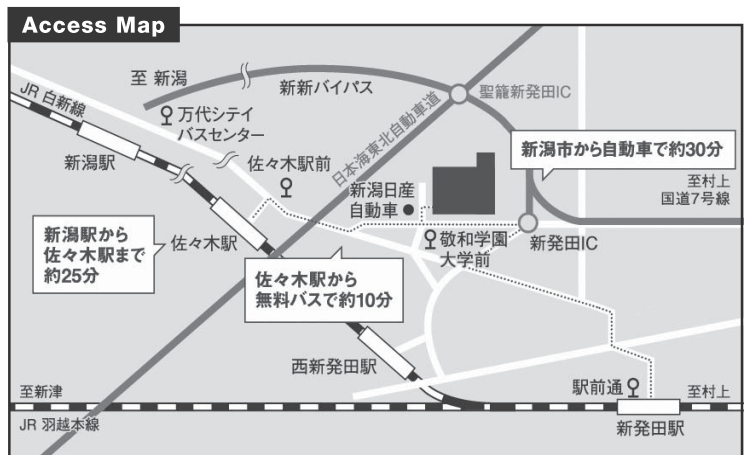 Access Map
至 新潟
新新バイパス
聖籠新発田IC
JR 白新線
万代シテイ
バスセンター
日本海東北自動車道
新潟市から自動車で約30分
新潟駅
佐々木駅前
新潟日産
自動車
至村上
国道7号線
新潟駅から
佐々木駅まで
約25分
佐々木駅
敬和学園
大学前
新発田IC
佐々木駅から
無料バスで約10分
西新発田駅
至新津
駅前通
至村上
JR 羽越本線
新発田駅